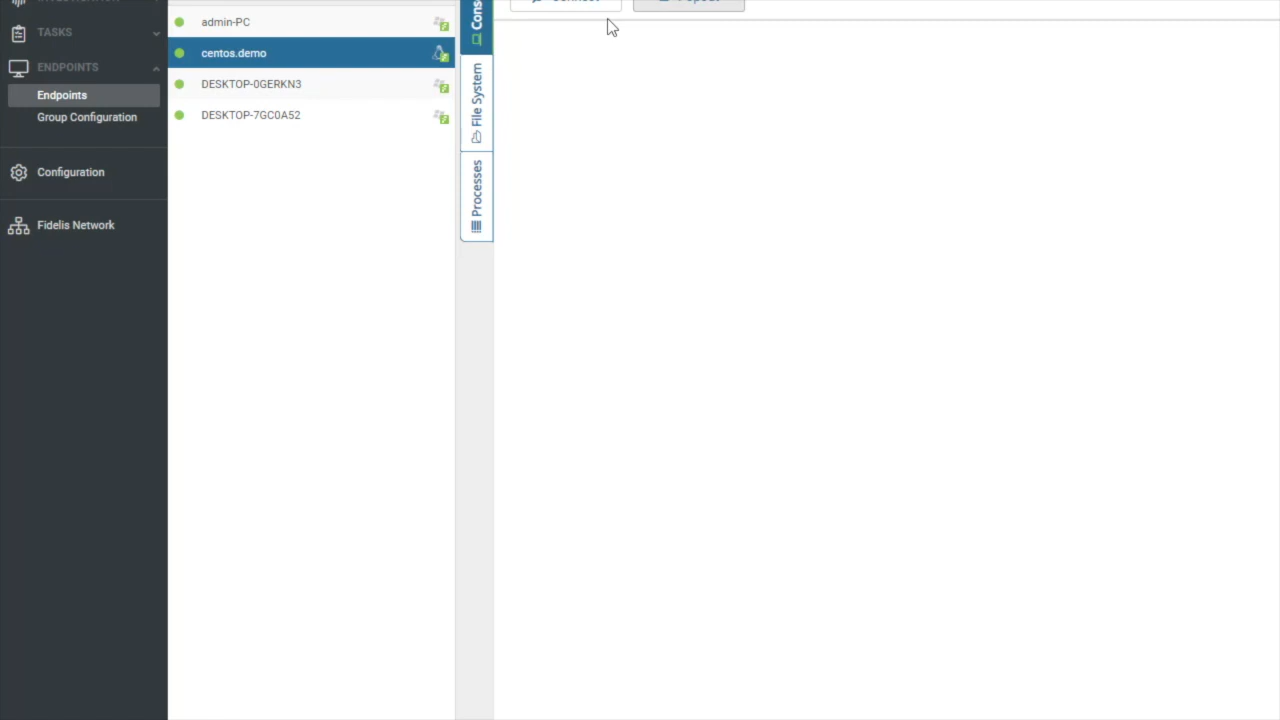 TASKS
ENDPOINTS
Endpoints
Group Configuration
Configuration
Fidelis Network
admin-PC
centos.demo
DESKTOP-0GERKN3
DESKTOP-7GC0A52
File System
Processes